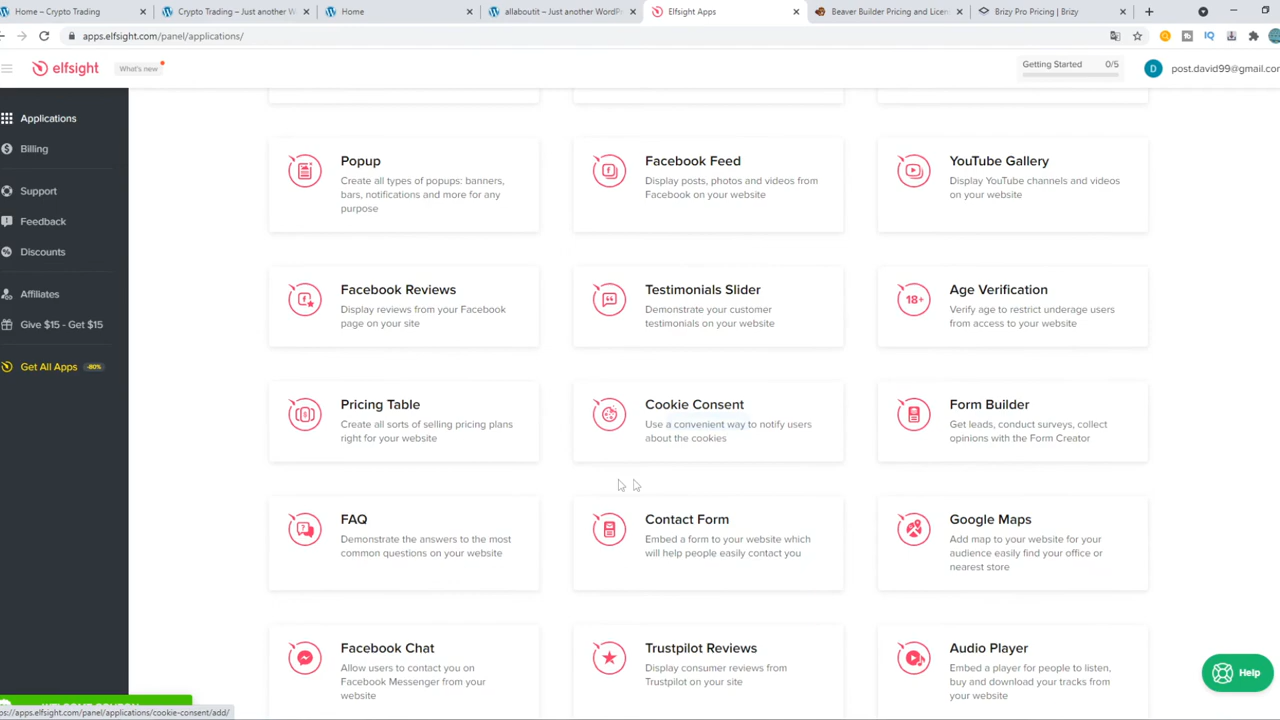 Home – Crypto Trading
Crypto Trading – Just another W
Home
allaboutit – Just another WordP
Elfsight Apps
Beaver Builder Pricing and Licen
Brizy Pro Pricing | Brizy
apps.elfsight.com/panel/applications/
elfsight
What's new
Getting Started 0/5
D
post.david99@gmail.com
Applications
Billing
Support
Feedback
Discounts
Affiliates
Give $15 - Get $15
Get All Apps -80%
Popup
Create all types of popups: banners,
bars, notifications and more for any
purpose
Facebook Feed
Display posts, photos and videos from
Facebook on your website
YouTube Gallery
Display YouTube channels and videos
on your website
Facebook Reviews
Display reviews from your Facebook
page on your site
Testimonials Slider
Demonstrate your customer
testimonials on your website
18+
Age Verification
Verify age to restrict underage users
from access to your website
Pricing Table
Create all sorts of selling pricing plans
right for your website
Cookie Consent
Use a convenient way to notify users
about the cookies
Form Builder
Get leads, conduct surveys, collect
opinions with the Form Creator
FAQ
Demonstrate the answers to the most
common questions on your website
Contact Form
Embed a form to your website which
will help people easily contact you
Google Maps
Add map to your website for your
audience easily find your office or
nearest store
Facebook Chat
Allow users to contact you on
Facebook Messenger from your
website
Trustpilot Reviews
Display consumer reviews from
Trustpilot on your site
Audio Player
Embed a player for people to listen,
buy and download your tracks from
your website
Help
WELCOME COUPON
ps://apps.elfsight.com/panel/applications/cookie-consent/add/